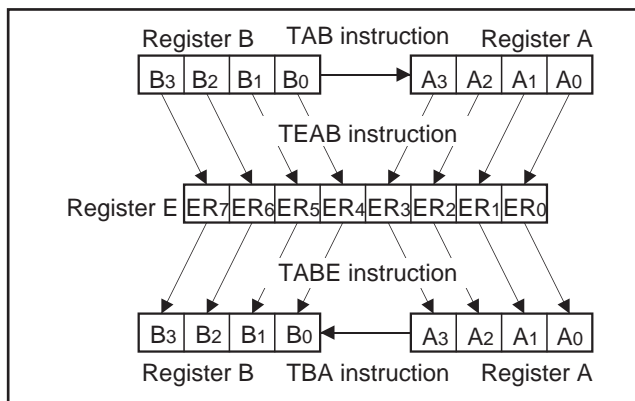 Register B TAB instruction Register A
B3 B2 B1 B0 A3 A2 A1 A0
TEAB instruction
Register E ER7 ER6 ER5 ER4 ER3 ER2 ER1 ER0
TABE instruction
B3 B2 B1 B0 A3 A2 A1 A0
Register B TBA instruction Register A